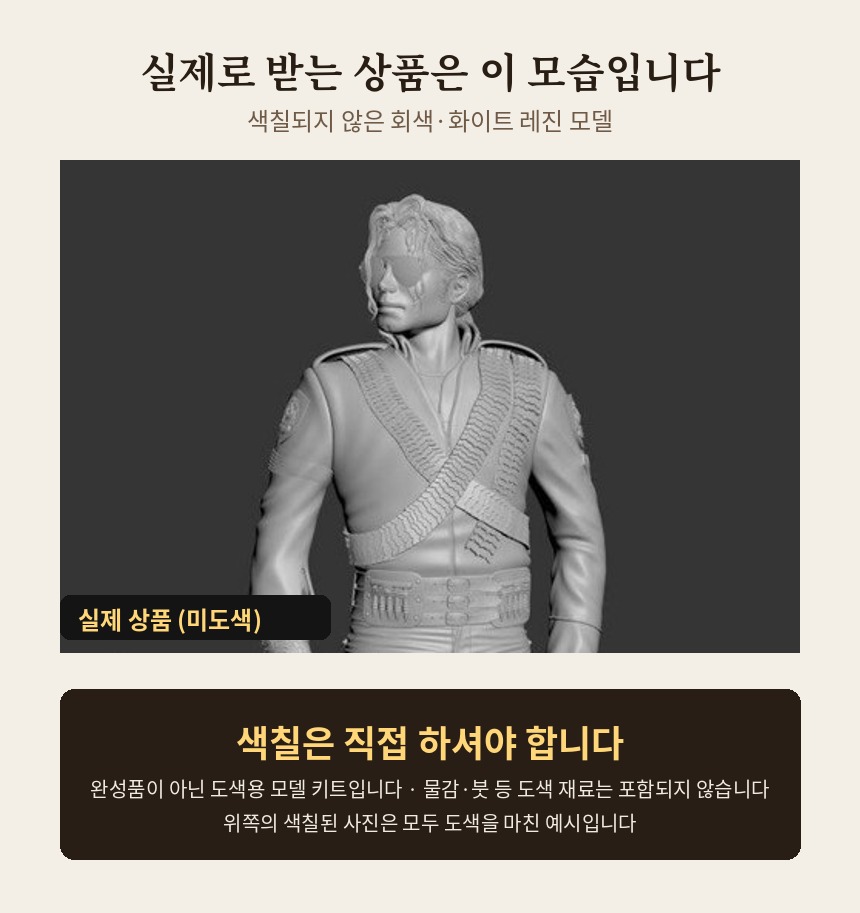 실제로 받는 상품은 이 모습입니다
색칠되지 않은 회색·화이트 레진 모델
실제 상품 (미도색)
색칠은 직접 하셔야 합니다
완성품이 아닌 도색용 모델 키트입니다 · 물감·붓 등 도색 재료는 포함되지 않습니다
위쪽의 색칠된 사진은 모두 도색을 마친 예시입니다